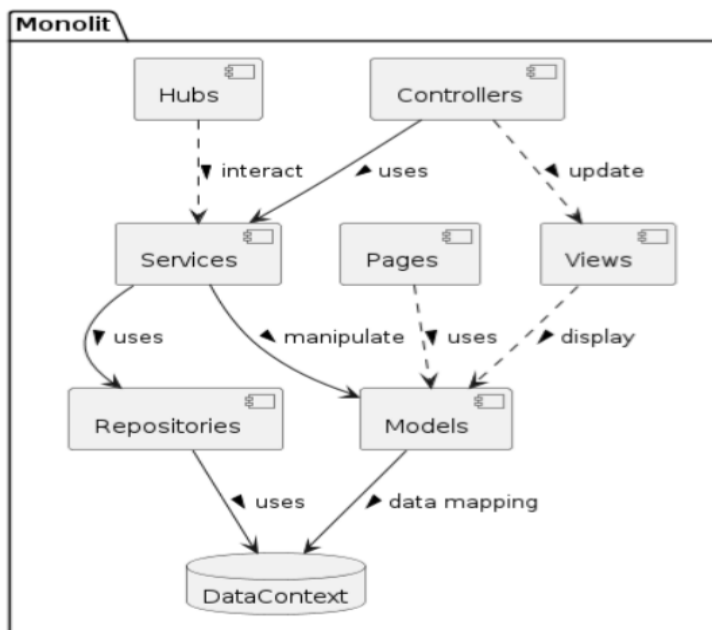 Monolit
Hubs
Controllers
interact
uses
update
Services
Pages
Views
uses
manipulate
uses
display
Repositories
Models
uses
data mapping
DataContext